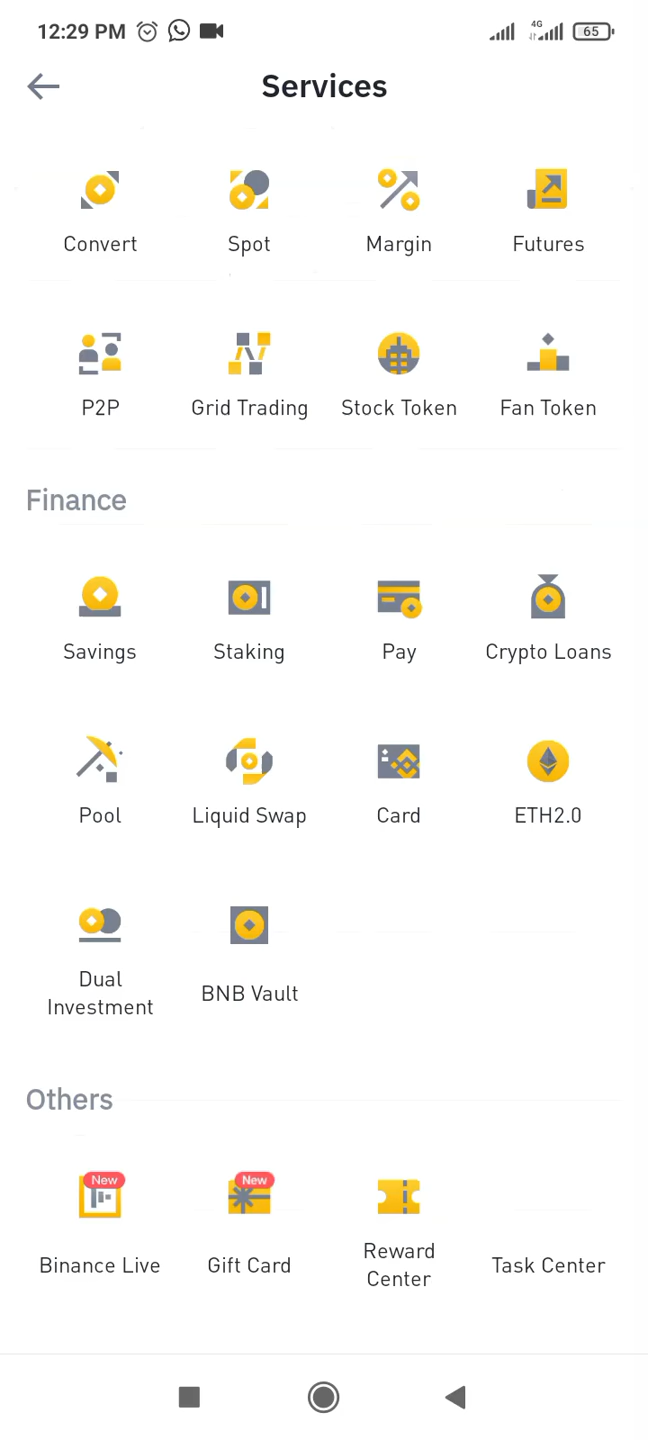 12:29 PM
4G
65
Services
Convert
Spot
Margin
Futures
P2P
Grid Trading
Stock Token
Fan Token
Finance
Savings
Staking
Pay
Crypto Loans
Pool
Liquid Swap
Card
ETH2.0
Dual
Investment
BNB Vault
Others
New
New
Binance Live
Gift Card
Reward
Center
Task Center